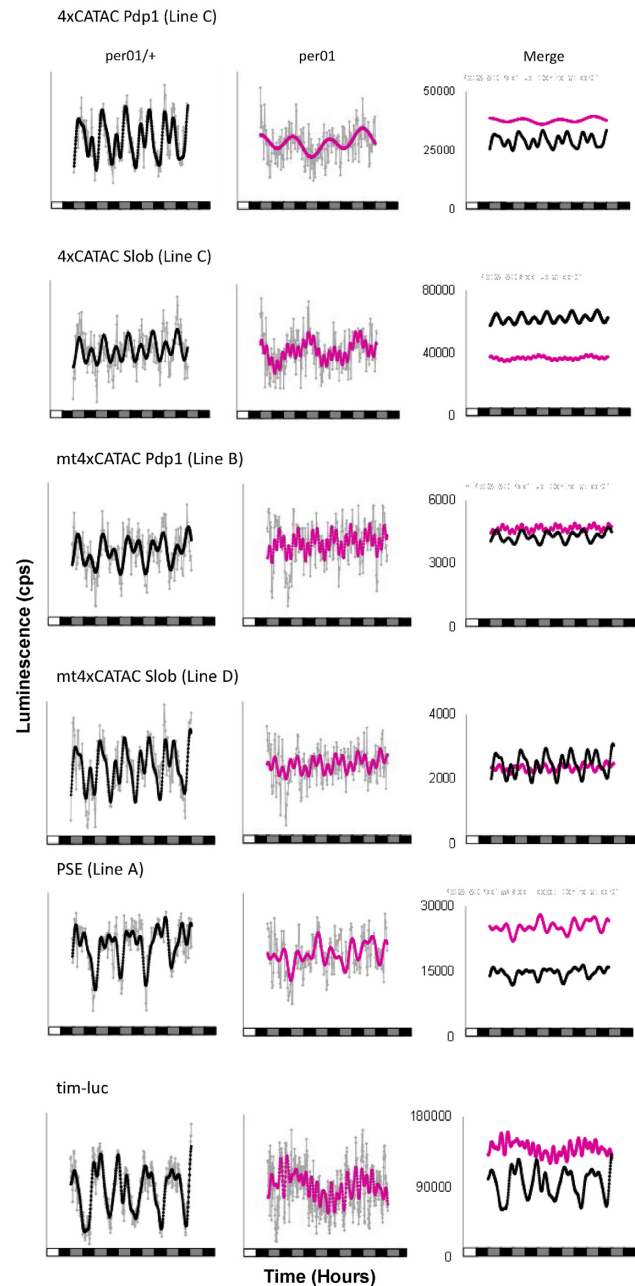 4xCATAC Pdp1 (Line C)
per01/+
per01
Merge
50000
25000
0
4xCATAC Slob (Line C)
80000
40000
0
mt4xCATAC Pdp1 (Line B)
6000
3000
0
mt4xCATAC Slob (Line D)
4000
2000
0
PSE (Line A)
30000
15000
0
tim-luc
180000
90000
0
Luminescence (cps)
Time (Hours)